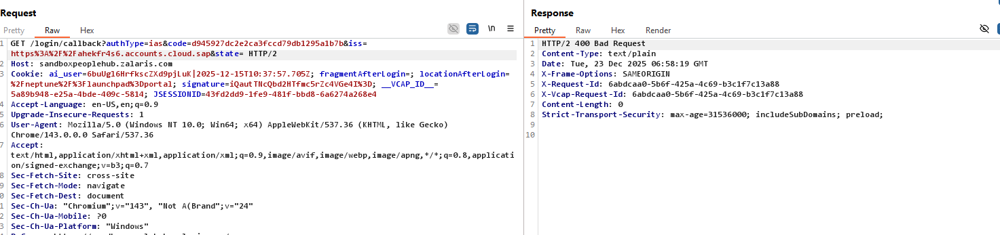 Request
Response
Pretty Raw Hex
\n
Pretty Raw Hex Render
1 GET /login/callback?authType=ias&code=d945927dc2e2ca3fccd79db1295a1b7b&iss=
https%3A%2F%2Fahekfr4s6.accounts.cloud.sap&state= HTTP/2
2 Host: sandboxpeoplehub.zalaris.com
3 Cookie: ai_user=6buUgl6HrfkscZXd9pjLuK|2025-12-15T10:37:57.705Z; fragmentAfterLogin=; locationAfterLogin=
%2Fneptune%2F%3Flaunchpad%3Dportal; signature=iQautTNcQbd2HTfmc5rZc4VGe4I%3D; __VCAP_ID__=
5a89b948-e25a-4bde-409c-5814; JSESSIONID=43fd2dd9-1fe9-481f-bbd8-6a6274a268e4
4 Accept-Language: en-US,en;q=0.9
5 Upgrade-Insecure-Requests: 1
6 User-Agent: Mozilla/5.0 (Windows NT 10.0; Win64; x64) AppleWebKit/537.36 (KHTML, like Gecko)
Chrome/143.0.0.0 Safari/537.36
7 Accept:
text/html,application/xhtml+xml,application/xml;q=0.9,image/avif,image/webp,image/apng,*/*;q=0.8,applicati
on/signed-exchange;v=b3;q=0.7
8 Sec-Fetch-Site: cross-site
9 Sec-Fetch-Mode: navigate
0 Sec-Fetch-Dest: document
1 Sec-Ch-Ua: "Chromium";v="143", "Not A(Brand";v="24"
2 Sec-Ch-Ua-Mobile: ?0
3 Sec-Ch-Ua-Platform: "Windows"
1 HTTP/2 400 Bad Request
2 Content-Type: text/plain
3 Date: Tue, 23 Dec 2025 06:58:19 GMT
4 X-Frame-Options: SAMEORIGIN
5 X-Request-Id: 6abdcaa0-5b6f-425a-4c69-b3c1f7c13a88
6 X-Vcap-Request-Id: 6abdcaa0-5b6f-425a-4c69-b3c1f7c13a88
7 Content-Length: 0
8 Strict-Transport-Security: max-age=31536000; includeSubDomains; preload;
9
10